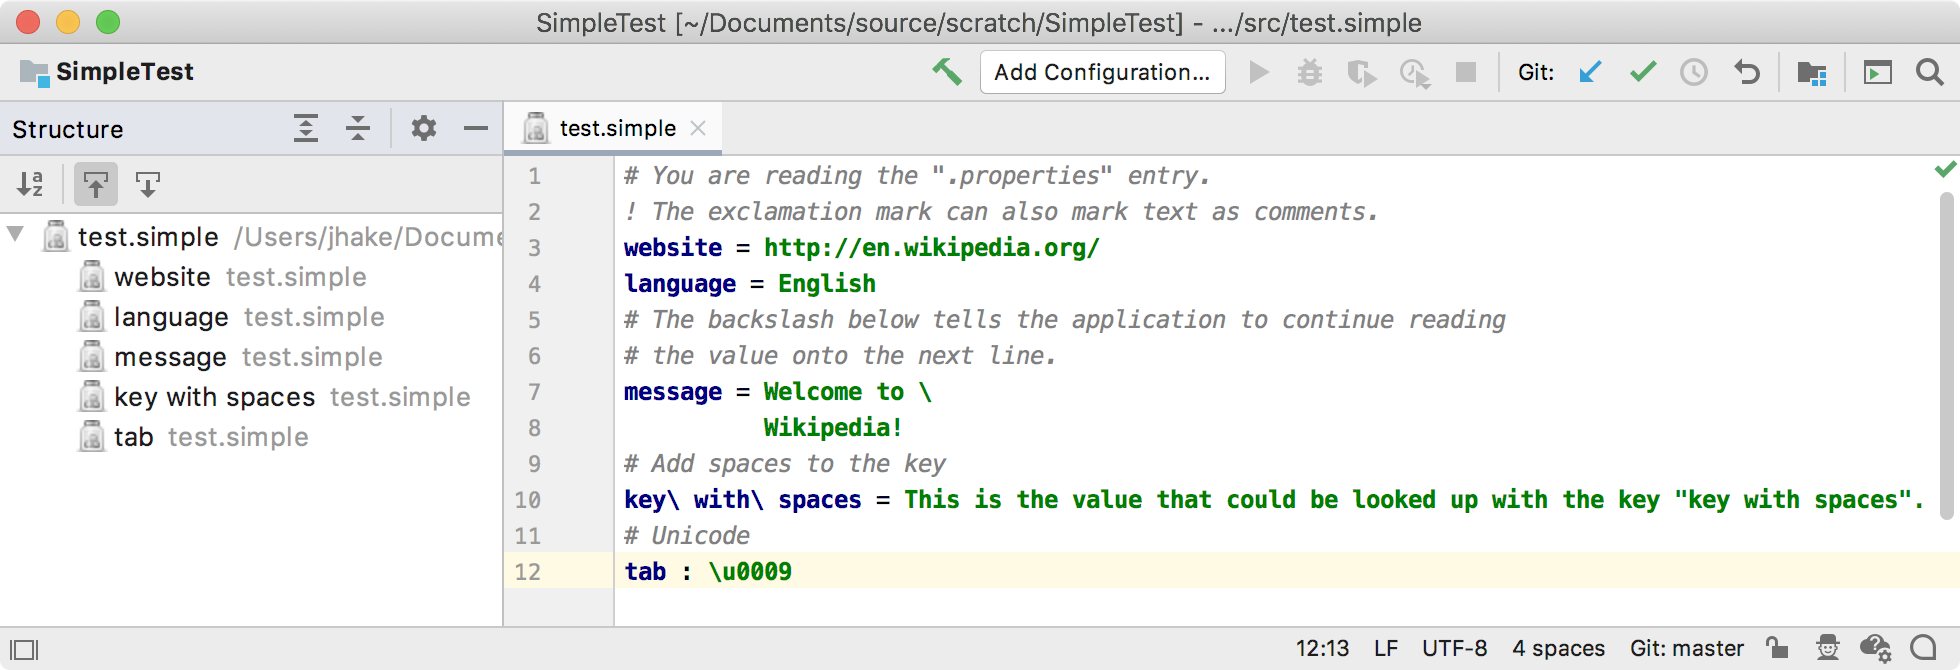 SimpleTest [~/Documents/source/scratch/SimpleTest] - .../src/test.simple
SimpleTest
Add Configuration...
Git:
Structure
test.simple
az
test.simple /Users/jhake/Docume
website test.simple
language test.simple
message test.simple
key with spaces test.simple
tab test.simple
1 # You are reading the ".properties" entry.
2 ! The exclamation mark can also mark text as comments.
3 website = http://en.wikipedia.org/
4 language = English
5 # The backslash below tells the application to continue reading
6 # the value onto the next line.
7 message = Welcome to \
8 Wikipedia!
9 # Add spaces to the key
10 key\ with\ spaces = This is the value that could be looked up with the key "key with spaces".
11 # Unicode
12 tab : \u0009
12:13 LF UTF-8 4 spaces Git: master